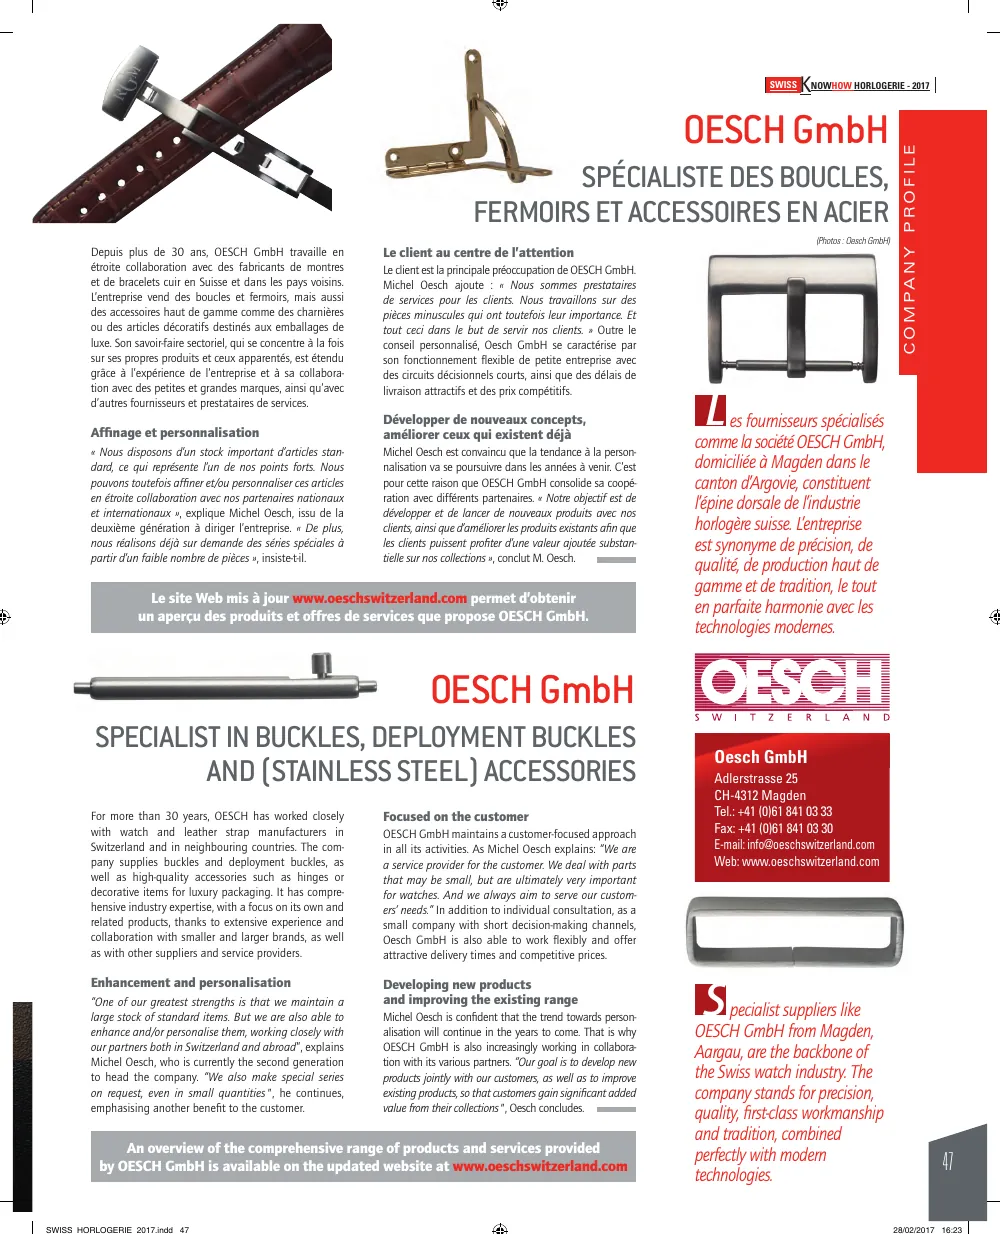 SWISS KNOWHOW HORLOGERIE - 2017
OESCH GmbH
SPÉCIALISTE DES BOUCLES,
FERMOIRS ET ACCESSOIRES EN ACIER
(Photos : Oesch GmbH)
COMPANY PROFILE
Depuis plus de 30 ans, OESCH GmbH travaille en
étroite collaboration avec des fabricants de montres
et de bracelets cuir en Suisse et dans les pays voisins.
L'entreprise vend des boucles et fermoirs, mais aussi
des accessoires haut de gamme comme des charnières
ou des articles décoratifs destinés aux emballages de
luxe. Son savoir-faire sectoriel, qui se concentre à la fois
sur ses propres produits et ceux apparentés, est étendu
grâce à l'expérience de l'entreprise et à sa collabora-
tion avec des petites et grandes marques, ainsi qu'avec
d'autres fournisseurs et prestataires de services.
Affinage et personnalisation
« Nous disposons d'un stock important d'articles stan-
dard, ce qui représente l'un de nos points forts. Nous
pouvons toutefois affiner et/ou personnaliser ces articles
en étroite collaboration avec nos partenaires nationaux
et internationaux », explique Michel Oesch, issu de la
deuxième génération à diriger l'entreprise. « De plus,
nous réalisons déjà sur demande des séries spéciales à
partir d'un faible nombre de pièces », insiste-t-il.
Le client au centre de l'attention
Le client est la principale préoccupation de OESCH GmbH.
Michel Oesch ajoute : « Nous sommes prestataires
de services pour les clients. Nous travaillons sur des
pièces minuscules qui ont toutefois leur importance. Et
tout ceci dans le but de servir nos clients. » Outre le
conseil personnalisé, Oesch GmbH se caractérise par
son fonctionnement flexible de petite entreprise avec
des circuits décisionnels courts, ainsi que des délais de
livraison attractifs et des prix compétitifs.
Développer de nouveaux concepts,
améliorer ceux qui existent déjà
Michel Oesch est convaincu que la tendance à la person-
nalisation va se poursuivre dans les années à venir. C'est
pour cette raison que OESCH GmbH consolide sa coopé-
ration avec différents partenaires. « Notre objectif est de
développer et de lancer de nouveaux produits avec nos
clients, ainsi que d'améliorer les produits existants afin que
les clients puissent profiter d'une valeur ajoutée substan-
tielle sur nos collections », conclut M. Oesch.
Les fournisseurs spécialisés
comme la société OESCH GmbH,
domiciliée à Magden dans le
canton d'Argovie, constituent
l'épine dorsale de l'industrie
horlogère suisse. L'entreprise
est synonyme de précision, de
qualité, de production haut de
gamme et de tradition, le tout
en parfaite harmonie avec les
technologies modernes.
Le site Web mis à jour www.oeschswitzerland.com permet d'obtenir
un aperçu des produits et offres de services que propose OESCH GmbH.
OESCH GmbH
SPECIALIST IN BUCKLES, DEPLOYMENT BUCKLES
AND (STAINLESS STEEL) ACCESSORIES
For more than 30 years, OESCH has worked closely
with watch and leather strap manufacturers in
Switzerland and in neighbouring countries. The com-
pany supplies buckles and deployment buckles, as
well as high-quality accessories such as hinges or
decorative items for luxury packaging. It has compre-
hensive industry expertise, with a focus on its own and
related products, thanks to extensive experience and
collaboration with smaller and larger brands, as well
as with other suppliers and service providers.
Enhancement and personalisation
"One of our greatest strengths is that we maintain a
large stock of standard items. But we are also able to
enhance and/or personalise them, working closely with
our partners both in Switzerland and abroad", explains
Michel Oesch, who is currently the second generation
to head the company. "We also make special series
on request, even in small quantities", he continues,
emphasising another benefit to the customer.
Focused on the customer
OESCH GmbH maintains a customer-focused approach
in all its activities. As Michel Oesch explains: "We are
a service provider for the customer. We deal with parts
that may be small, but are ultimately very important
for watches. And we always aim to serve our custom-
ers' needs." In addition to individual consultation, as a
small company with short decision-making channels,
Oesch GmbH is also able to work flexibly and offer
attractive delivery times and competitive prices.
Developing new products
and improving the existing range
Michel Oesch is confident that the trend towards person-
alisation will continue in the years to come. That is why
OESCH GmbH is also increasingly working in collabora-
tion with its various partners. "Our goal is to develop new
products jointly with our customers, as well as to improve
existing products, so that customers gain significant added
value from their collections", Oesch concludes.
OESCH
SWITZERLAND
Oesch GmbH
Adlerstrasse 25
CH-4312 Magden
Tel.: +41 (0)61 841 03 33
Fax: +41 (0)61 841 03 30
E-mail: info@oeschswitzerland.com
Web: www.oeschswitzerland.com
Specialist suppliers like
OESCH GmbH from Magden,
Aargau, are the backbone of
the Swiss watch industry. The
company stands for precision,
quality, first-class workmanship
and tradition, combined
perfectly with modern
technologies.
An overview of the comprehensive range of products and services provided
by OESCH GmbH is available on the updated website at www.oeschswitzerland.com
47
SWISS_HORLOGERIE_2017.indd 47
28/02/2017 16:23